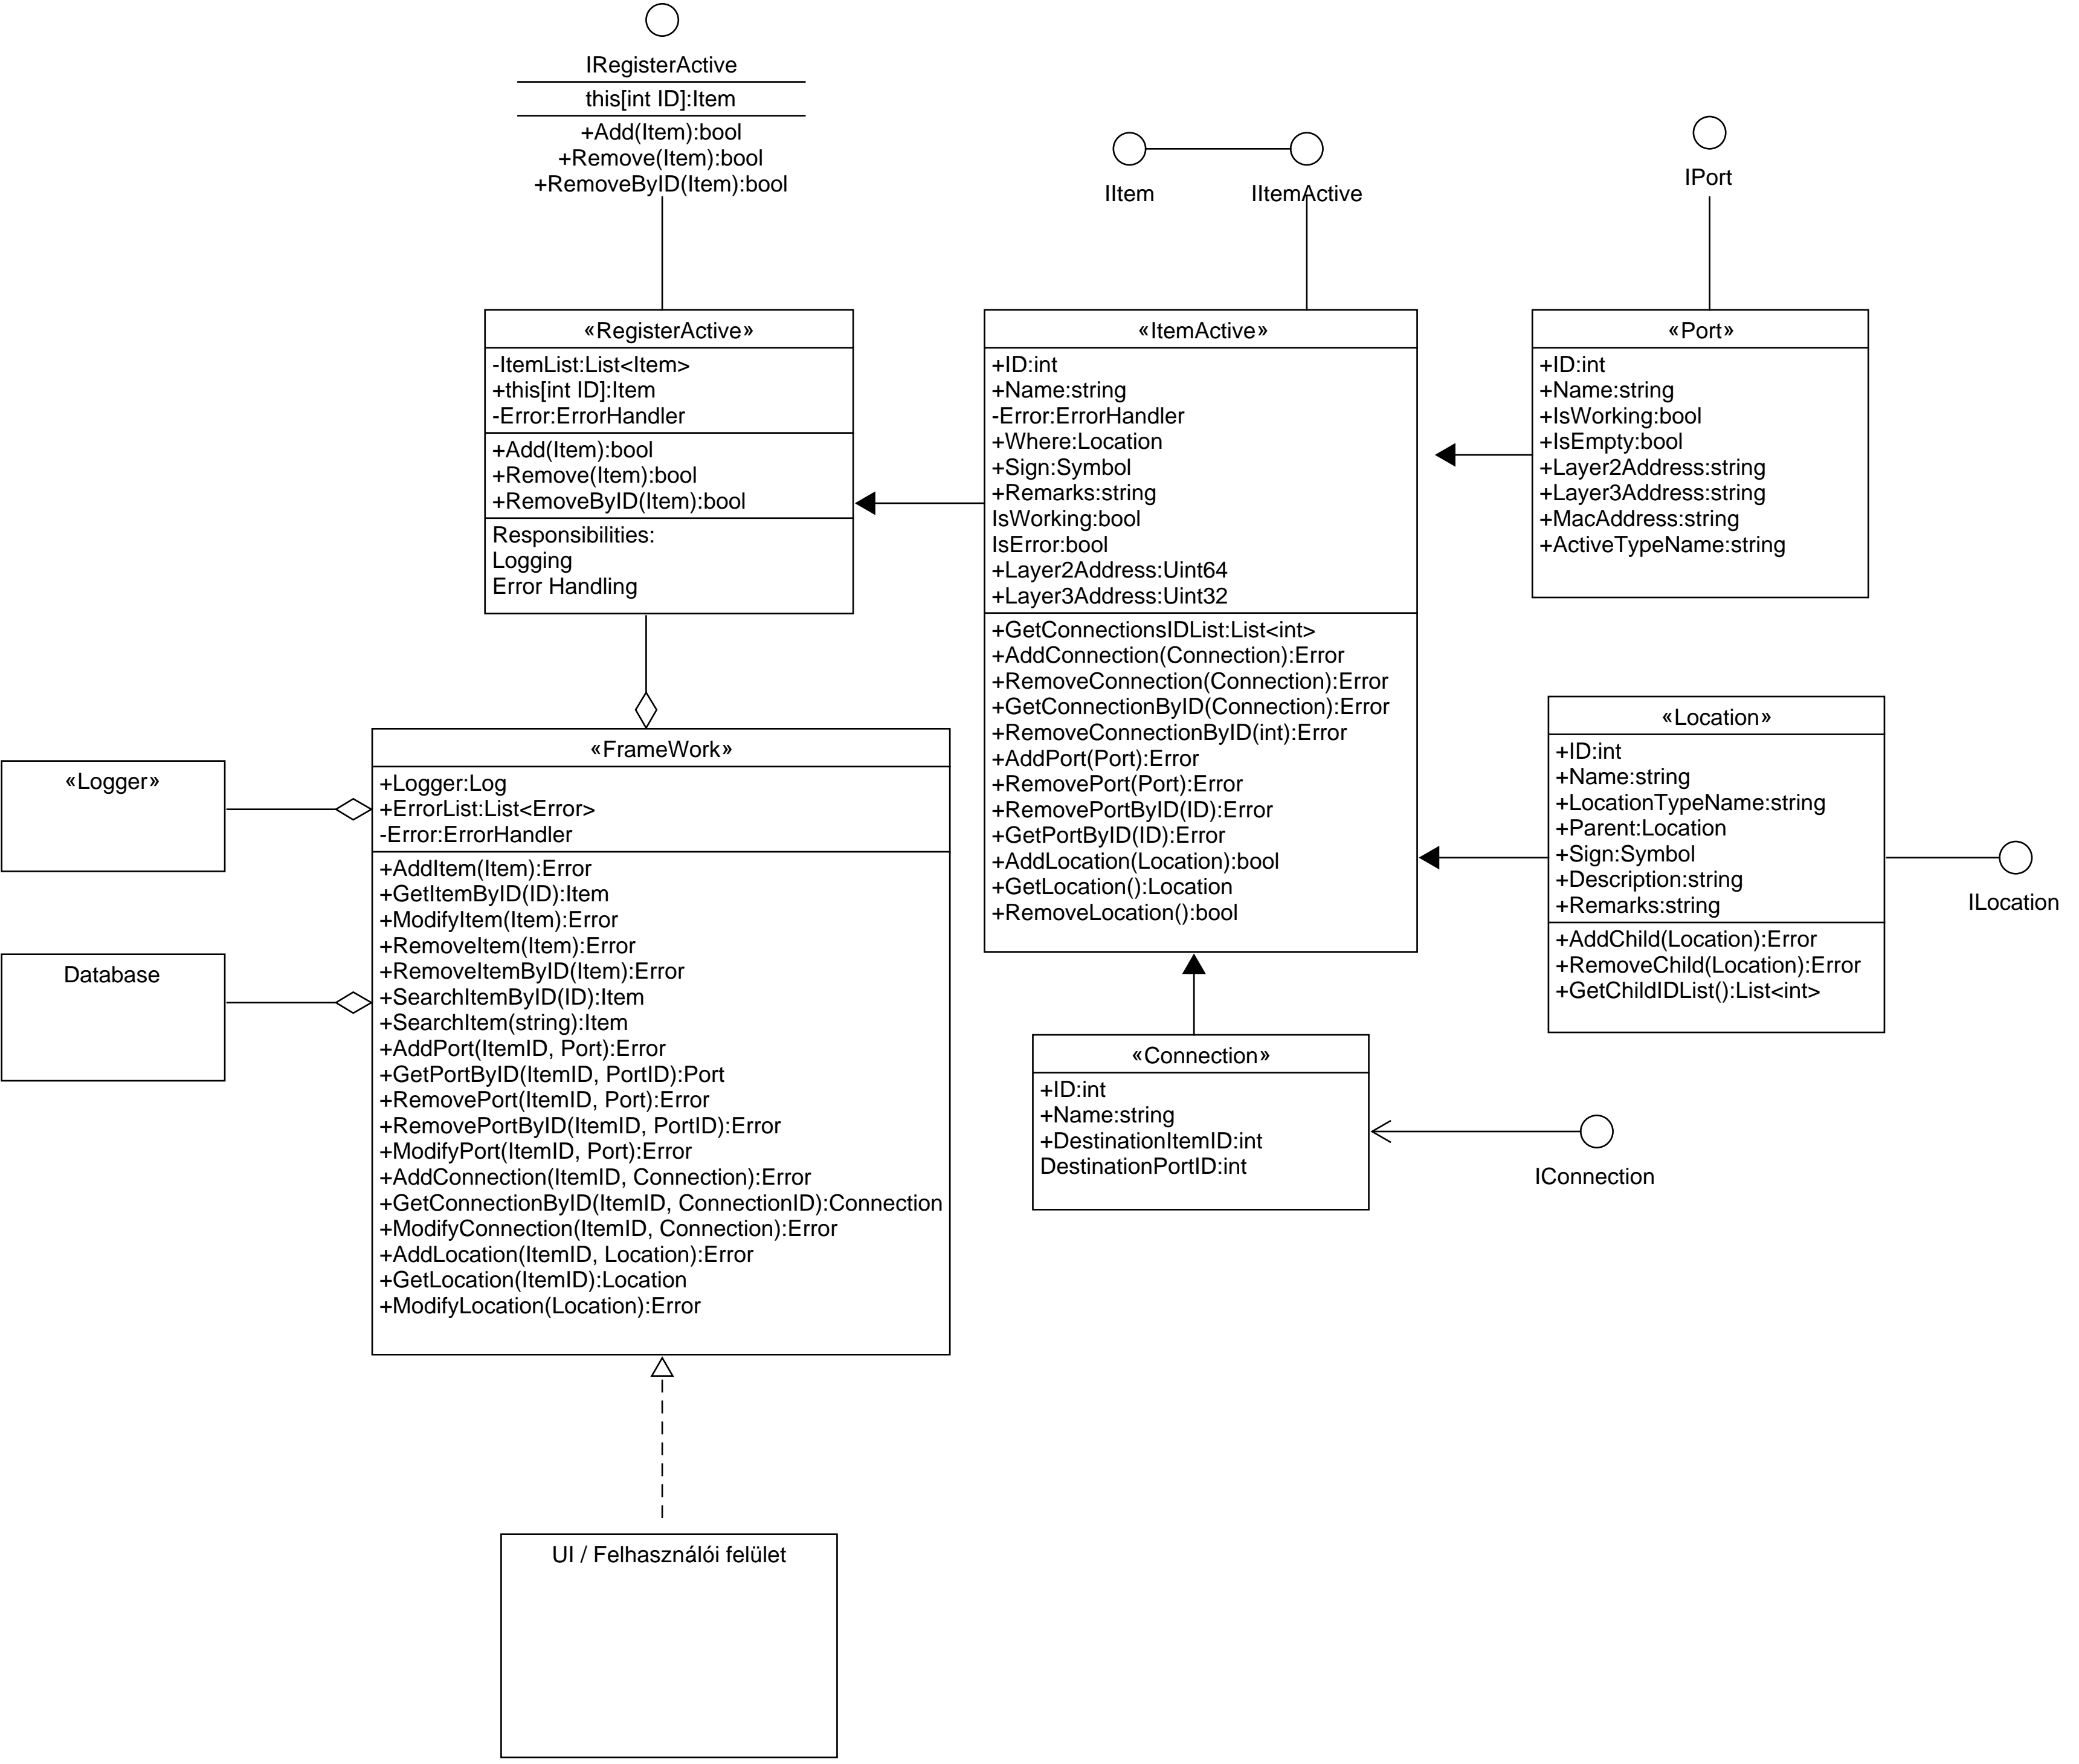 IRegisterActive
this[int ID]:Item
+Add(Item):bool
+Remove(Item):bool
+RemoveByID(Item):bool
IItem
IItemActive
IPort
«RegisterActive»
-ItemList:List<Item>
+this[int ID]:Item
-Error:ErrorHandler
+Add(Item):bool
+Remove(Item):bool
+RemoveByID(Item):bool
Responsibilities:
Logging
Error Handling
«ItemActive»
+ID:int
+Name:string
-Error:ErrorHandler
+Where:Location
+Sign:Symbol
+Remarks:string
IsWorking:bool
IsError:bool
+Layer2Address:Uint64
+Layer3Address:Uint32
+GetConnectionsIDList:List<int>
+AddConnection(Connection):Error
+RemoveConnection(Connection):Error
+GetConnectionByID(Connection):Error
+RemoveConnectionByID(int):Error
+AddPort(Port):Error
+RemovePort(Port):Error
+RemovePortByID(ID):Error
+GetPortByID(ID):Error
+AddLocation(Location):bool
+GetLocation():Location
+RemoveLocation():bool
«Port»
+ID:int
+Name:string
+IsWorking:bool
+IsEmpty:bool
+Layer2Address:string
+Layer3Address:string
+MacAddress:string
+ActiveTypeName:string
«Location»
+ID:int
+Name:string
+LocationTypeName:string
+Parent:Location
+Sign:Symbol
+Description:string
+Remarks:string
+AddChild(Location):Error
+RemoveChild(Location):Error
+GetChildIDList():List<int>
ILocation
«Logger»
Database
«FrameWork»
+Logger:Log
+ErrorList:List<Error>
-Error:ErrorHandler
+AddItem(Item):Error
+GetItemByID(ID):Item
+ModifyItem(Item):Error
+RemoveItem(Item):Error
+RemoveItemByID(Item):Error
+SearchItemByID(ID):Item
+SearchItem(string):Item
+AddPort(ItemID, Port):Error
+GetPortByID(ItemID, PortID):Port
+RemovePort(ItemID, Port):Error
+RemovePortByID(ItemID, PortID):Error
+ModifyPort(ItemID, Port):Error
+AddConnection(ItemID, Connection):Error
+GetConnectionByID(ItemID, ConnectionID):Connection
+ModifyConnection(ItemID, Connection):Error
+AddLocation(ItemID, Location):Error
+GetLocation(ItemID):Location
+ModifyLocation(Location):Error
«Connection»
+ID:int
+Name:string
+DestinationItemID:int
DestinationPortID:int
IConnection
UI / Felhasználói felület